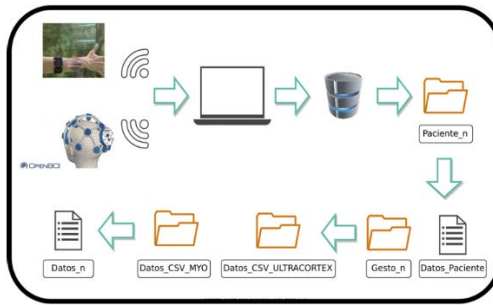 OPENBCI
Paciente_n
Datos_n
Datos_CSV_MYO
Datos_CSV_ULTRACORTEX
Gesto_n
Datos_Paciente